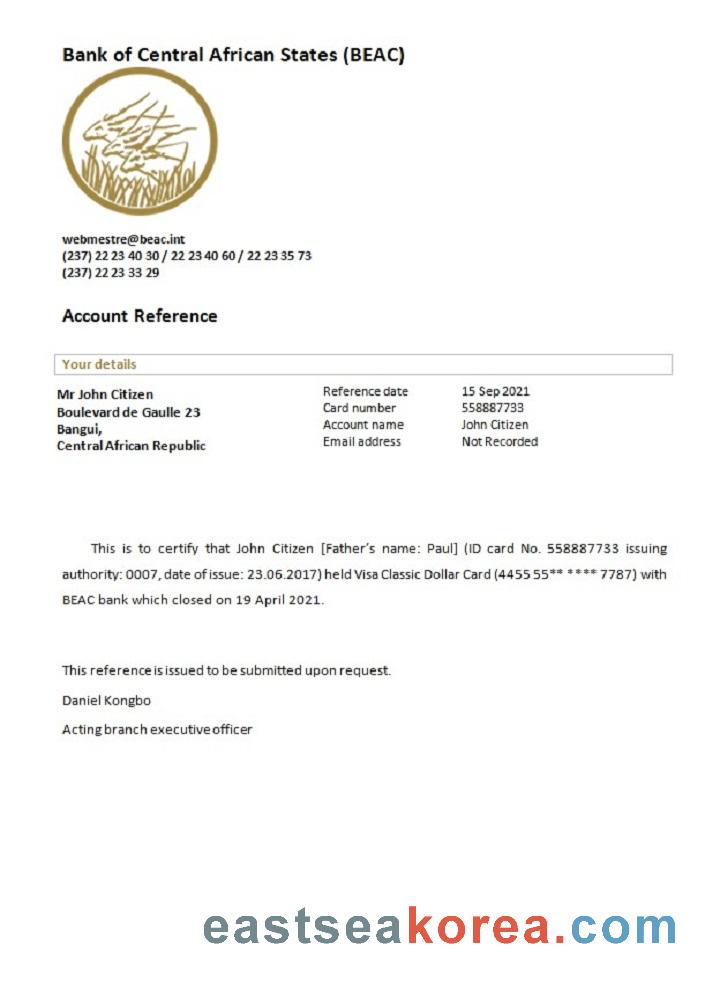 Bank of Central African States (BEAC)
webmestre@beac.int
(237) 22 23 40 30 / 22 23 40 60 / 22 23 35 73
(237) 22 23 33 29
Account Reference
Your details
Mr John Citizen
Boulevard de Gaulle 23
Bangui,
Central African Republic
Reference date 15 Sep 2021
Card number 558887733
Account name John Citizen
Email address Not Recorded
This is to certify that John Citizen [Father's name: Paul] (ID card No. 558887733 issuing
authority: 0007, date of issue: 23.06.2017) held Visa Classic Dollar Card (4455 55** **** 7787) with
BEAC bank which closed on 19 April 2021.
This reference is issued to be submitted upon request.
Daniel Kongbo
Acting branch executive officer
eastseakorea.com